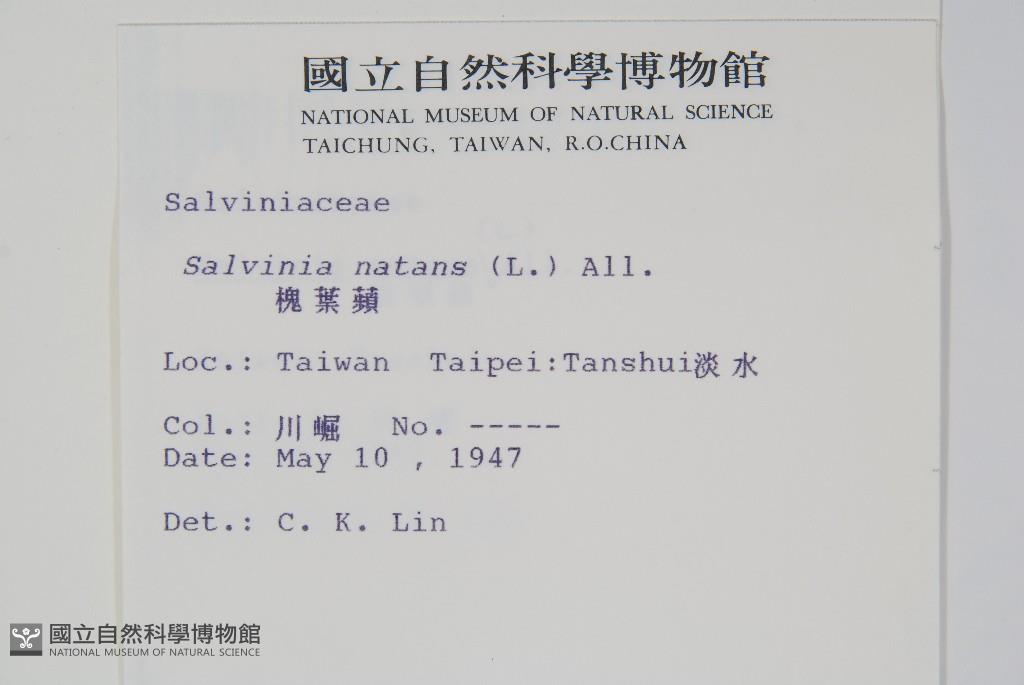 國立自然科學博物館
NATIONAL MUSEUM OF NATURAL SCIENCE
TAICHUNG, TAIWAN, R.O.CHINA
Salviniaceae
Salvinia natans (L.) All.
槐葉蘋
Loc.: Taiwan Taipei:Tanshui淡水
Col.: 川崛 No. -----
Date: May 10 , 1947
Det.: C. K. Lin
國立自然科學博物館
NATIONAL MUSEUM OF NATURAL SCIENCE